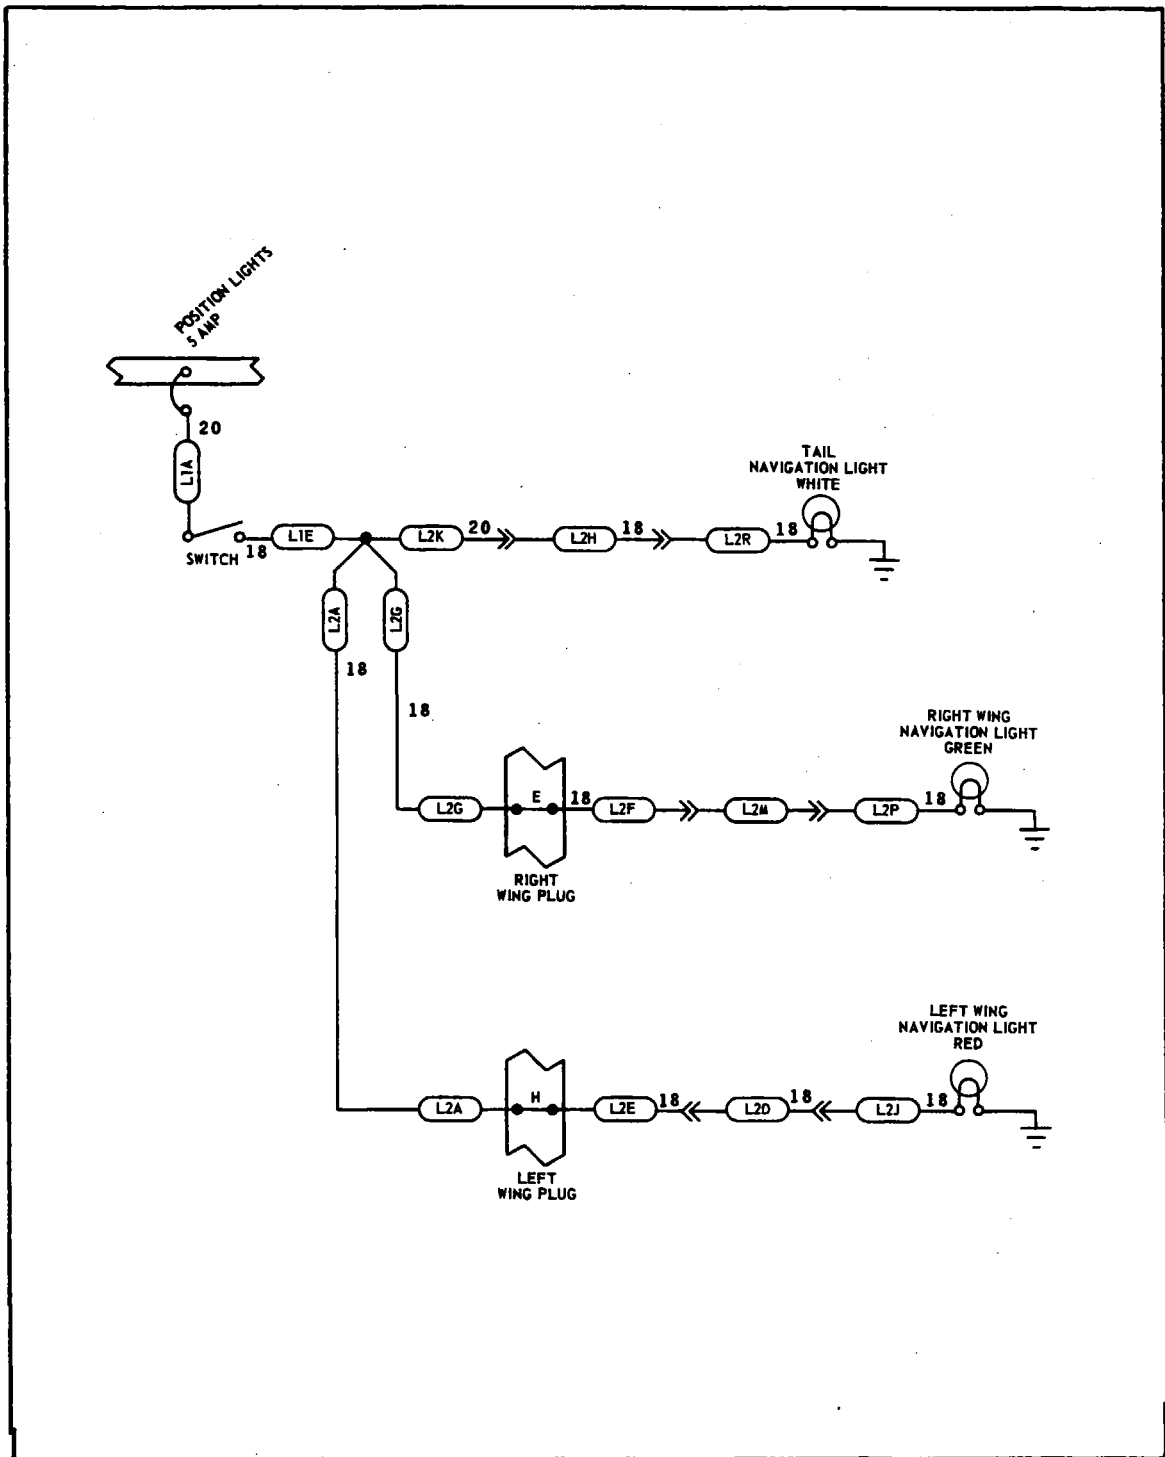 POSITION LIGHTS
5 AMP
20
L1A
SWITCH
18
L1E
L2K
20
L2H
18
L2R
18
TAIL
NAVIGATION LIGHT
WHITE
L2A
18
L2G
18
L2G
E
18
L2F
L2M
L2P
18
RIGHT WING
NAVIGATION LIGHT
GREEN
RIGHT
WING PLUG
L2A
H
L2E
18
L2D
18
L2J
18
LEFT WING
NAVIGATION LIGHT
RED
LEFT
WING PLUG